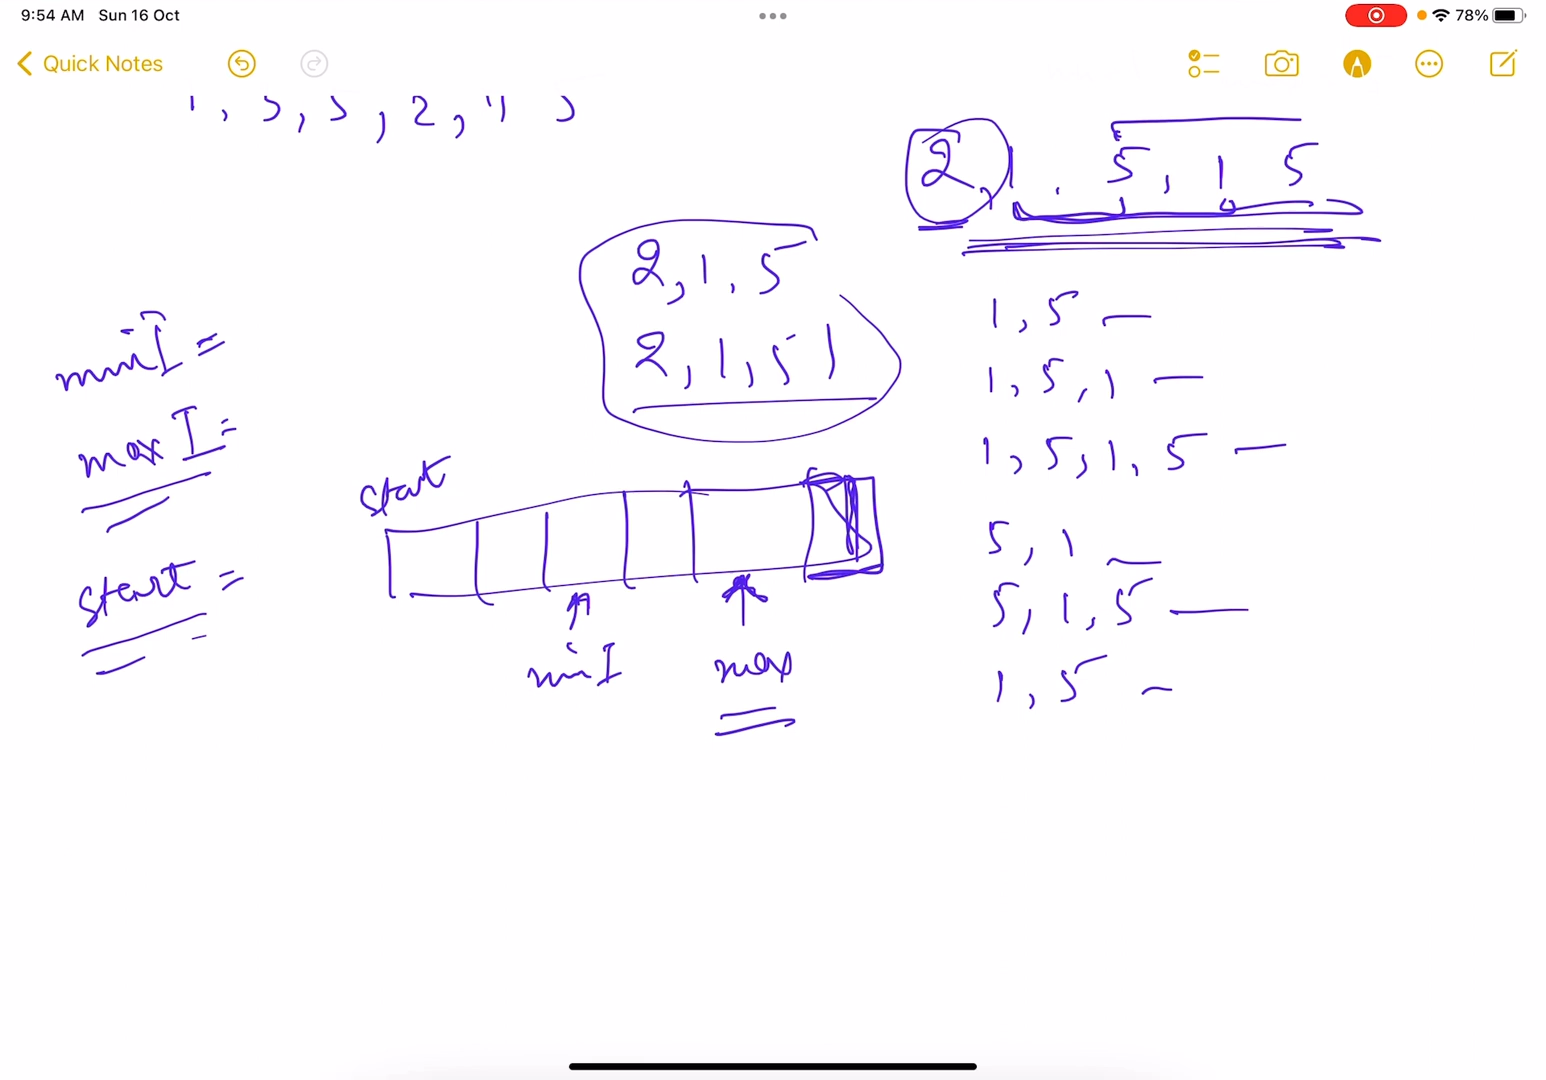 9:54 AM Sun 16 Oct
78%
Quick Notes
2, 1, 5, 1 5
2, 1, 5
2, 1, 5 1
minI =
maxI =
start =
start
minI
max
1, 5 —
1, 5, 1 —
1, 5, 1, 5 —
5, 1 —
5, 1, 5 —
1, 5 —